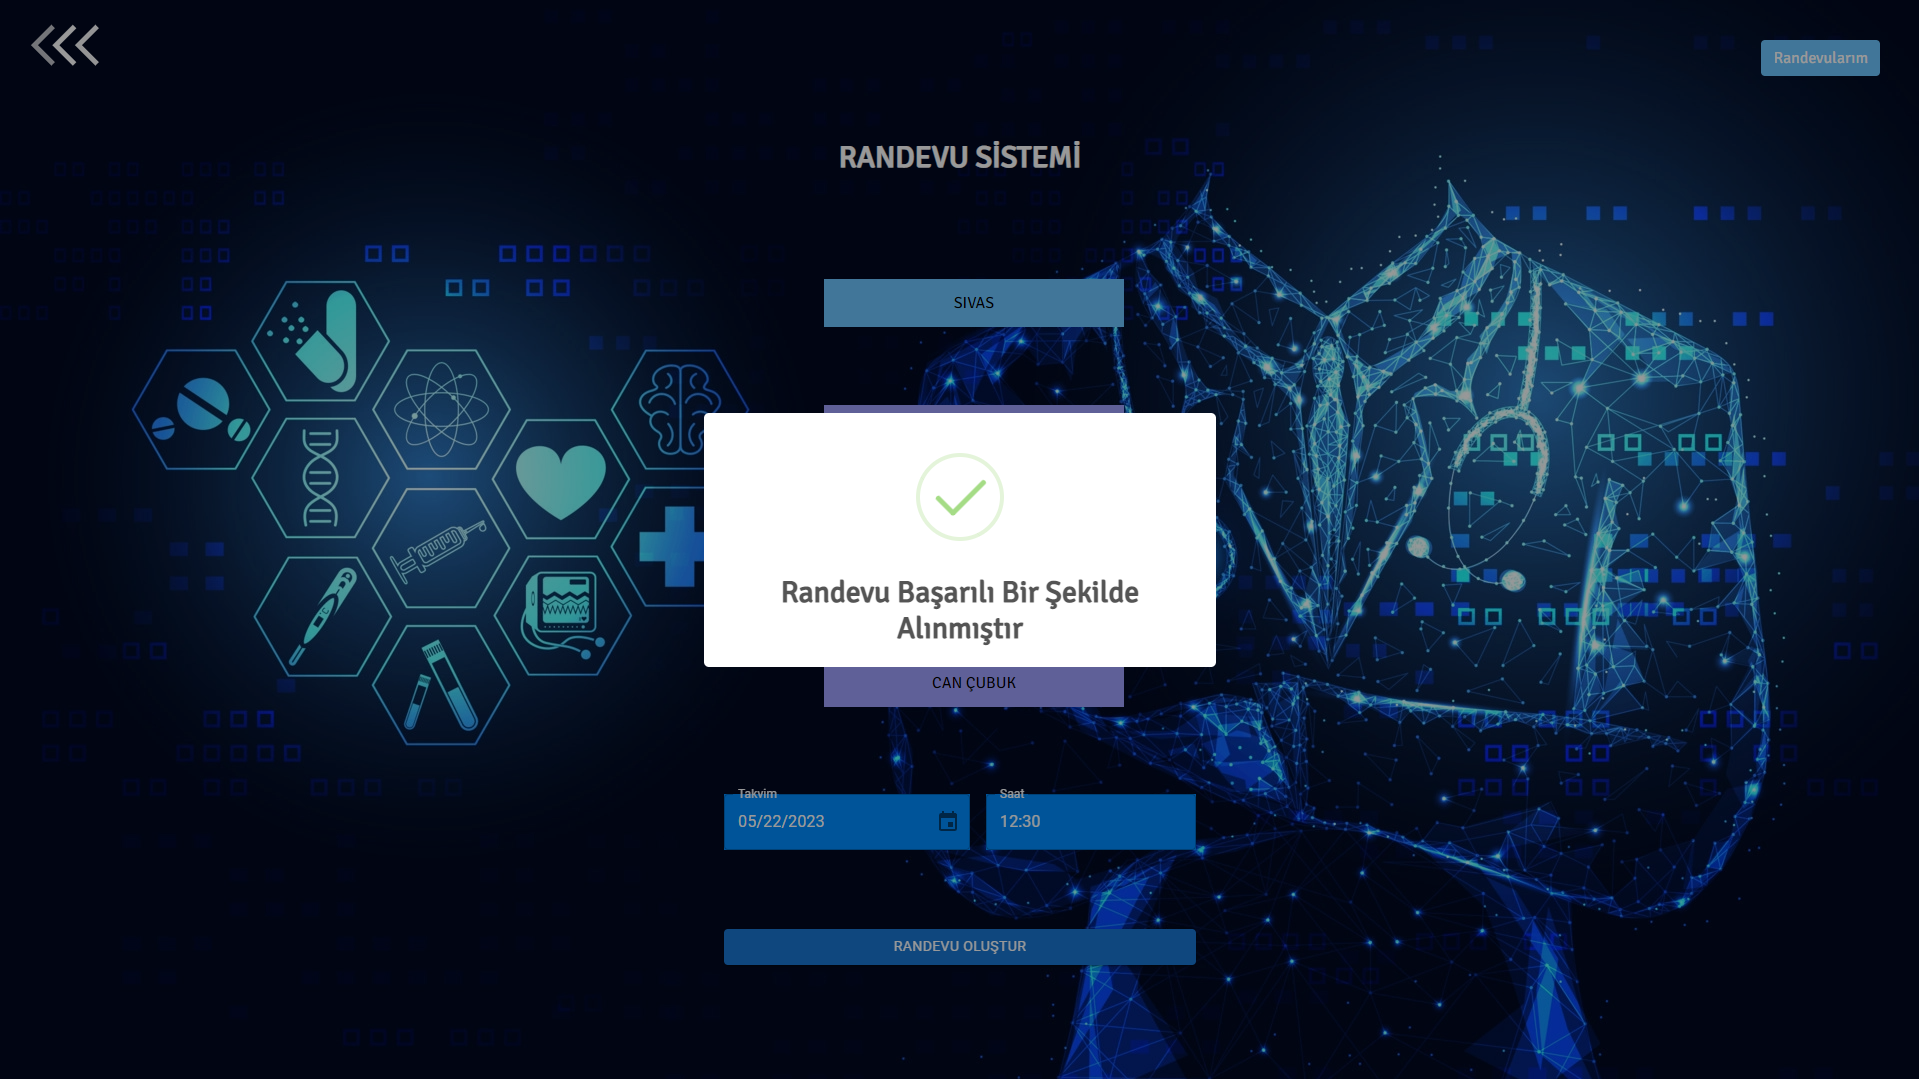 Randevularım
RANDEVU SİSTEMİ
SIVAS
Randevu Başarılı Bir Şekilde
Alınmıştır
CAN ÇUBUK
Takvim
05/22/2023
Saat
12:30
RANDEVU OLUŞTUR